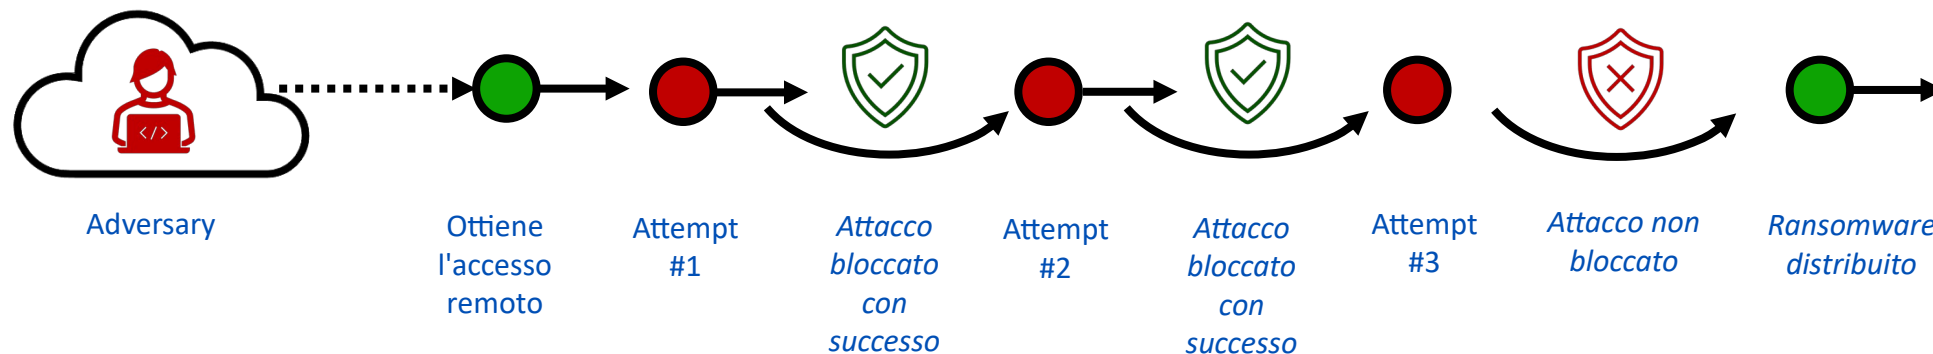 Adversary
Ottiene
l'accesso
remoto
Attempt
#1
Attacco
bloccato
con
successo
Attempt
#2
Attacco
bloccato
con
successo
Attempt
#3
Attacco non
bloccato
Ransomware
distribuito